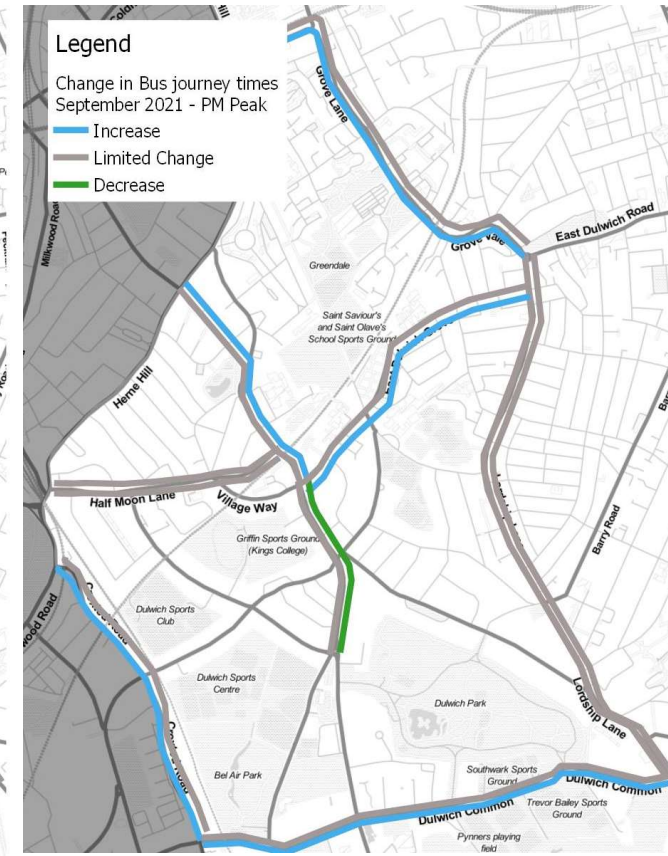 Legend
Change in Bus journey times
September 2021 - PM Peak
Increase
Limited Change
Decrease
Hill
Grove Lane
Milkwood Road
East Dulwich Road
Grove Vale
Greendale
Saint Saviour's
and Saint Olave's
School Sports Ground
Herne Hill
Half Moon Lane
Village Way
Barry Road
Griffin Sports Ground
(Kings College)
Dulwich Sports
Club
Dulwich Sports
Centre
Dulwich Park
Lordship Lane
Bel Air Park
Southwark Sports
Ground
Dulwich Common
Dulwich Common
Trevor Bailey Sports
Ground
Pynners playing
field